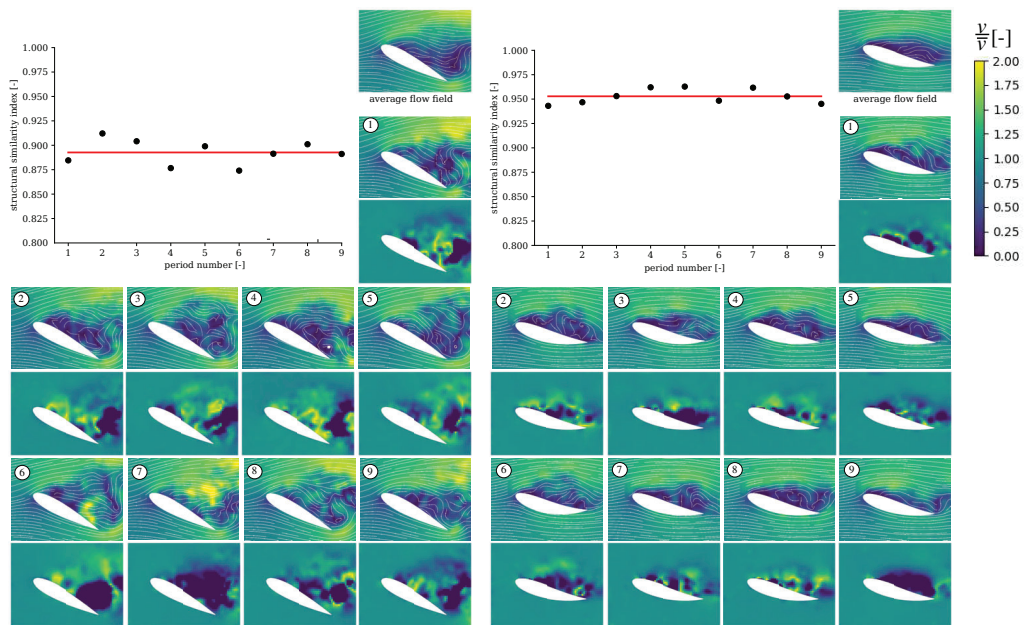 1.000
0.975
0.950
0.925
0.900
0.875
0.850
0.825
0.800
structural similarity index [-]
1 2 3 4 5 6 7 8 9
period number [-]
average flow field
1
2 3 4 5
6 7 8 9
1.000
0.975
0.950
0.925
0.900
0.875
0.850
0.825
0.800
structural similarity index [-]
1 2 3 4 5 6 7 8 9
period number [-]
average flow field
1
2 3 4 5
6 7 8 9
v
v̄ [-]
2.00
1.75
1.50
1.25
1.00
0.75
0.50
0.25
0.00